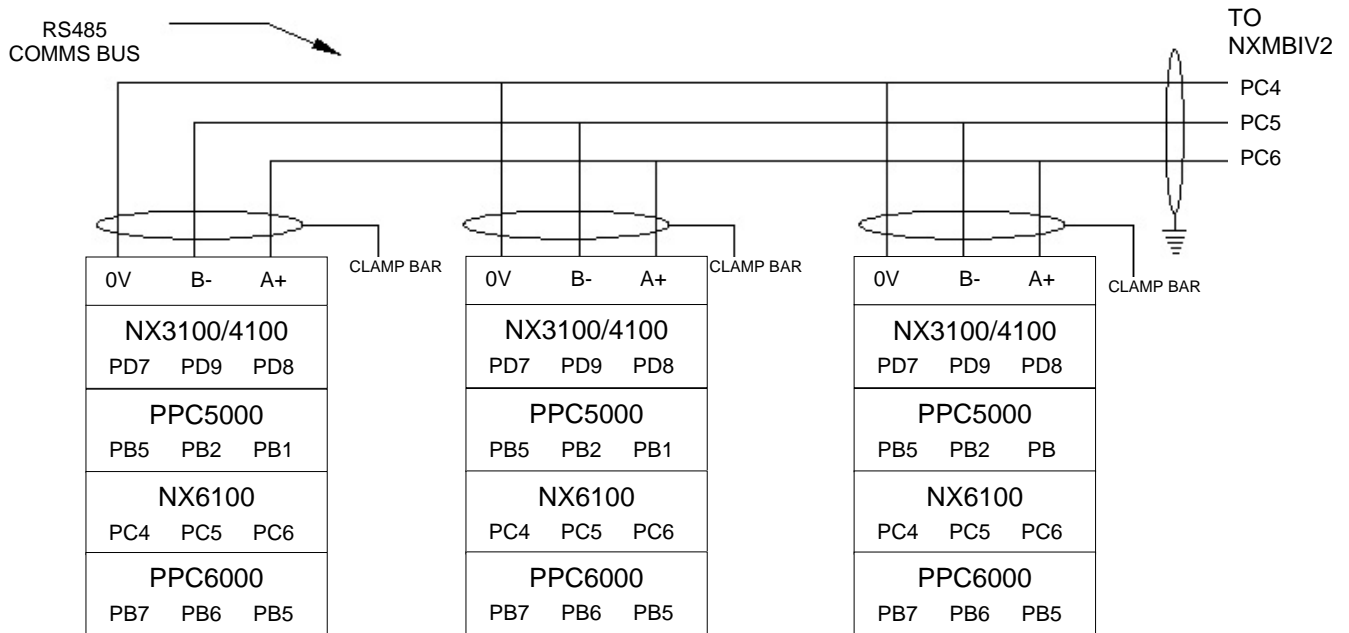 RS485
COMMS BUS
TO
NXMBIV2
PC4
PC5
PC6
CLAMP BAR
CLAMP BAR
CLAMP BAR
0V B- A+
NX3100/4100
PD7 PD9 PD8
PPC5000
PB5 PB2 PB1
NX6100
PC4 PC5 PC6
PPC6000
PB7 PB6 PB5
0V B- A+
NX3100/4100
PD7 PD9 PD8
PPC5000
PB5 PB2 PB1
NX6100
PC4 PC5 PC6
PPC6000
PB7 PB6 PB5
0V B- A+
NX3100/4100
PD7 PD9 PD8
PPC5000
PB5 PB2 PB
NX6100
PC4 PC5 PC6
PPC6000
PB7 PB6 PB5